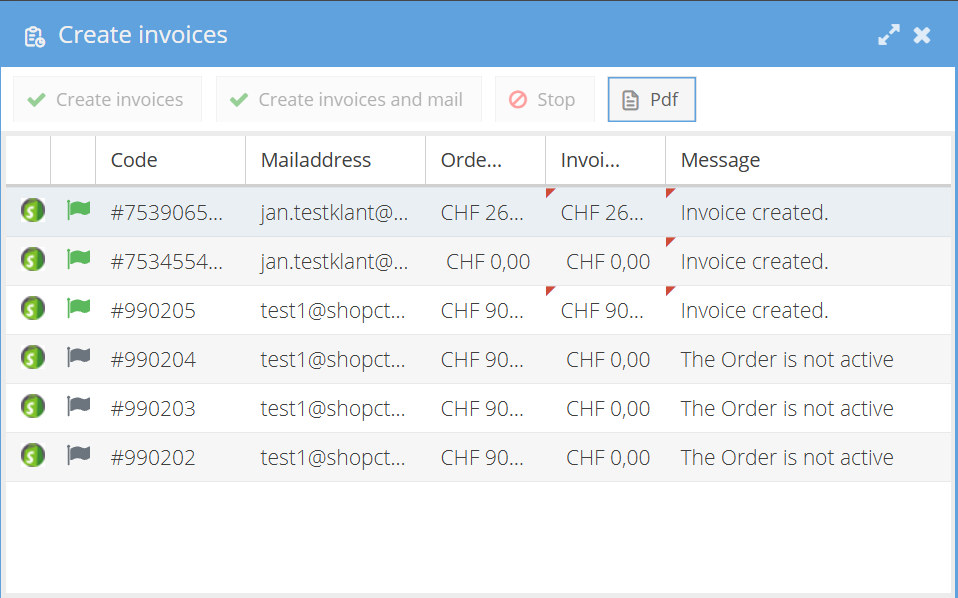 Create invoices
Create invoices Create invoices and mail Stop Pdf
Code Mailaddress Orde... Invoi... Message
#7539065... jan.testklant@... CHF 26... CHF 26... Invoice created.
#7534554... jan.testklant@... CHF 0,00 CHF 0,00 Invoice created.
#990205 test1@shopct... CHF 90... CHF 90... Invoice created.
#990204 test1@shopct... CHF 90... CHF 0,00 The Order is not active
#990203 test1@shopct... CHF 90... CHF 0,00 The Order is not active
#990202 test1@shopct... CHF 90... CHF 0,00 The Order is not active